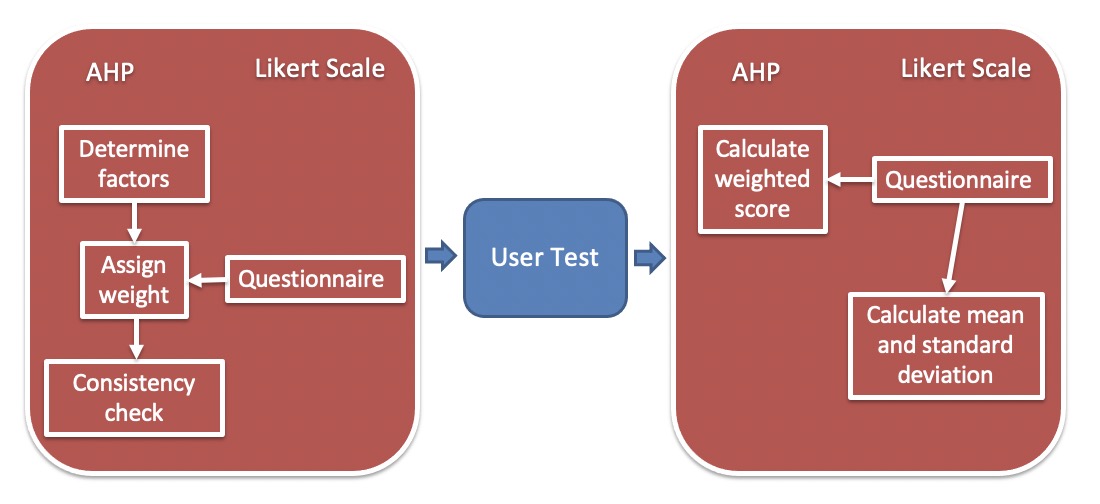 AHP
Likert Scale
Determine
factors
Assign
weight
Questionnaire
Consistency
check
User Test
AHP
Likert Scale
Calculate
weighted
score
Questionnaire
Calculate mean
and standard
deviation